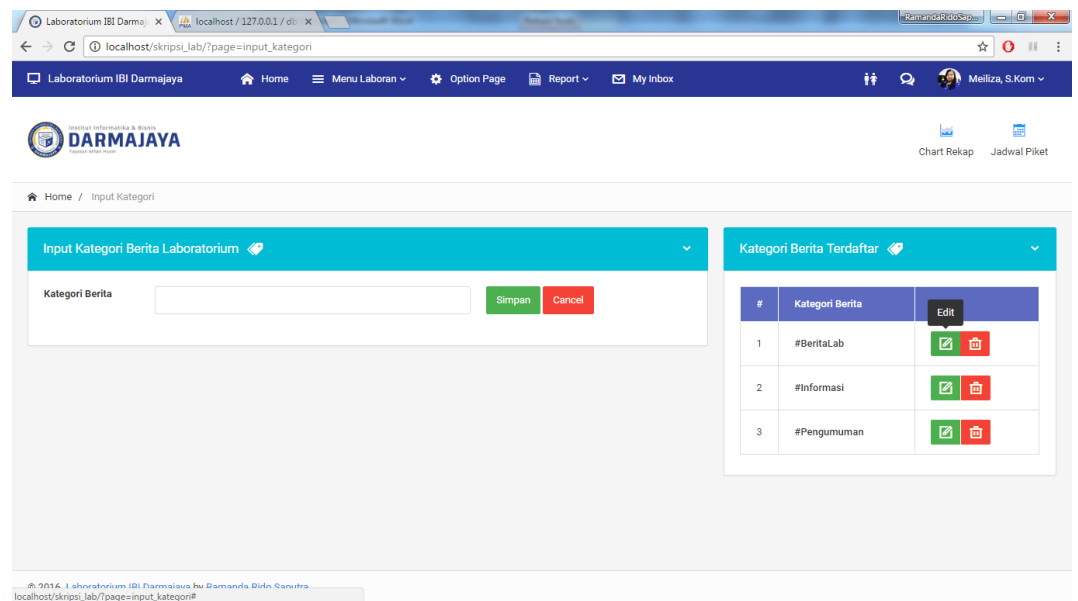 Laboratorium IBI Darmaj
localhost / 127.0.0.1 / db
RamandaRidoSap...
localhost/skripsi_lab/?page=input_kategori
Laboratorium IBI Darmajaya Home Menu Laboran Option Page Report My Inbox Meiliza, S.Kom
Institut Informatika & Bisnis
DARMAJAYA
Yayasan Alfian Husin
Chart Rekap Jadwal Piket
Home / Input Kategori
Input Kategori Berita Laboratorium
Kategori Berita Terdaftar
Kategori Berita Simpan Cancel
# Kategori Berita
Edit
1 #BeritaLab
2 #Informasi
3 #Pengumuman
© 2016 Laboratorium IBI Darmajaya by Ramanda Rido Saputra
localhost/skripsi_lab/?page=input_kategori#